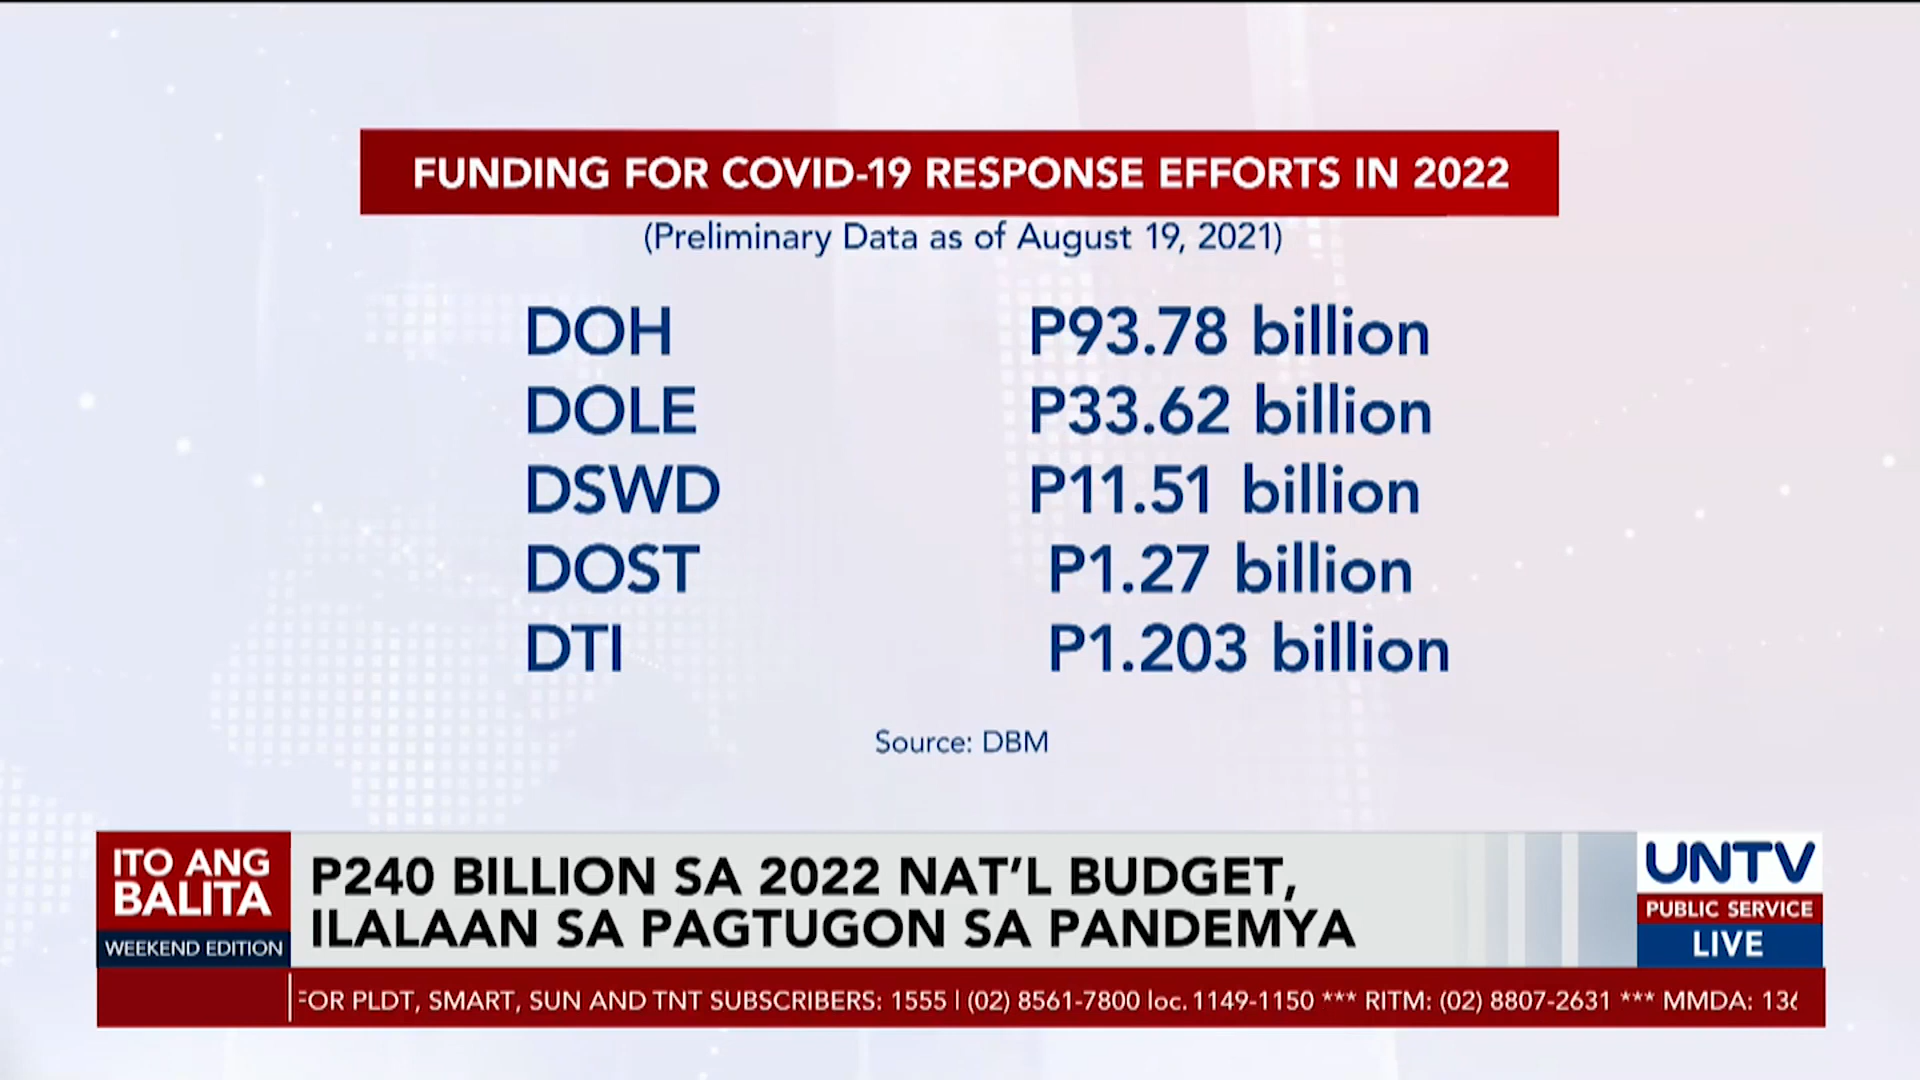 FUNDING FOR COVID-19 RESPONSE EFFORTS IN 2022
(Preliminary Data as of August 19, 2021)
DOH P93.78 billion
DOLE P33.62 billion
DSWD P11.51 billion
DOST P1.27 billion
DTI P1.203 billion
Source: DBM
ITO ANG
BALITA
WEEKEND EDITION
P240 BILLION SA 2022 NAT'L BUDGET,
ILALAAN SA PAGTUGON SA PANDEMYA
UNTV
PUBLIC SERVICE
LIVE
FOR PLDT, SMART, SUN AND TNT SUBSCRIBERS: 1555 | (02) 8561-7800 loc. 1149-1150 *** RITM: (02) 8807-2631 *** MMDA: